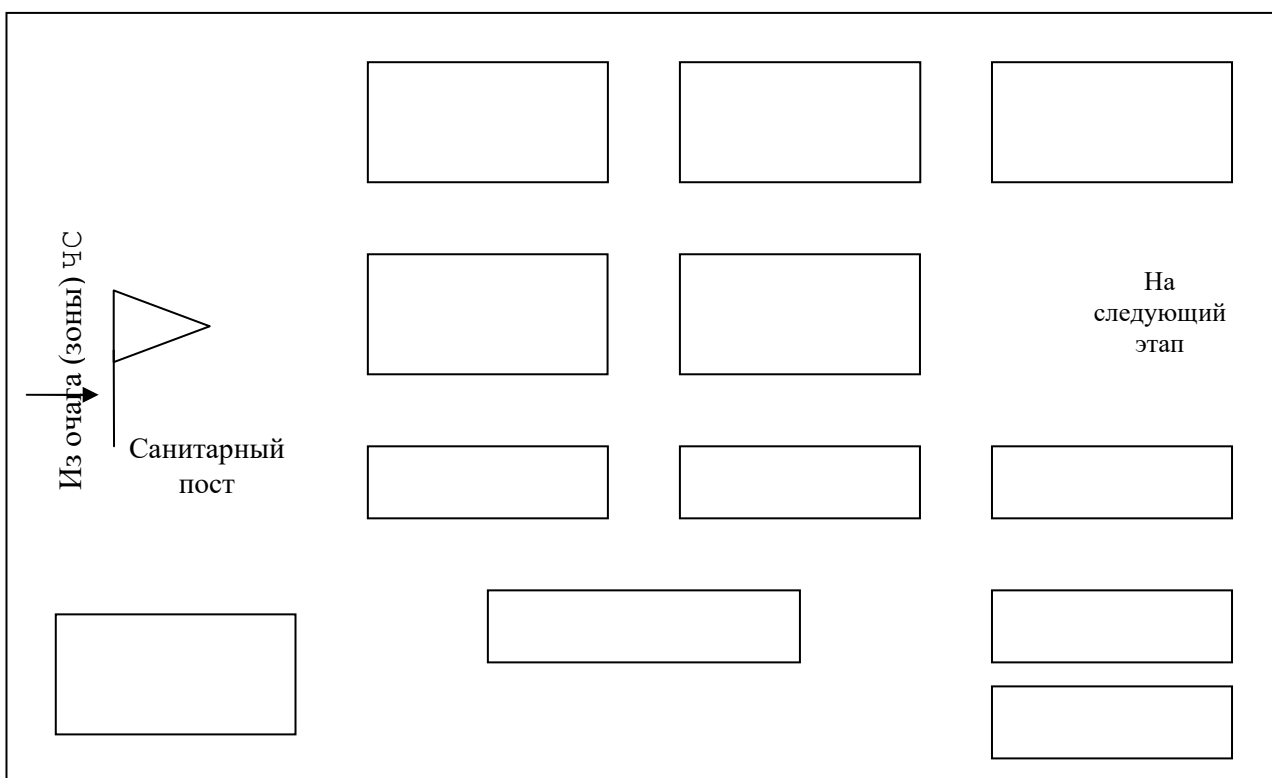 Из очага (зоны) ЧС
Санитарный
пост
На
следующий
этап